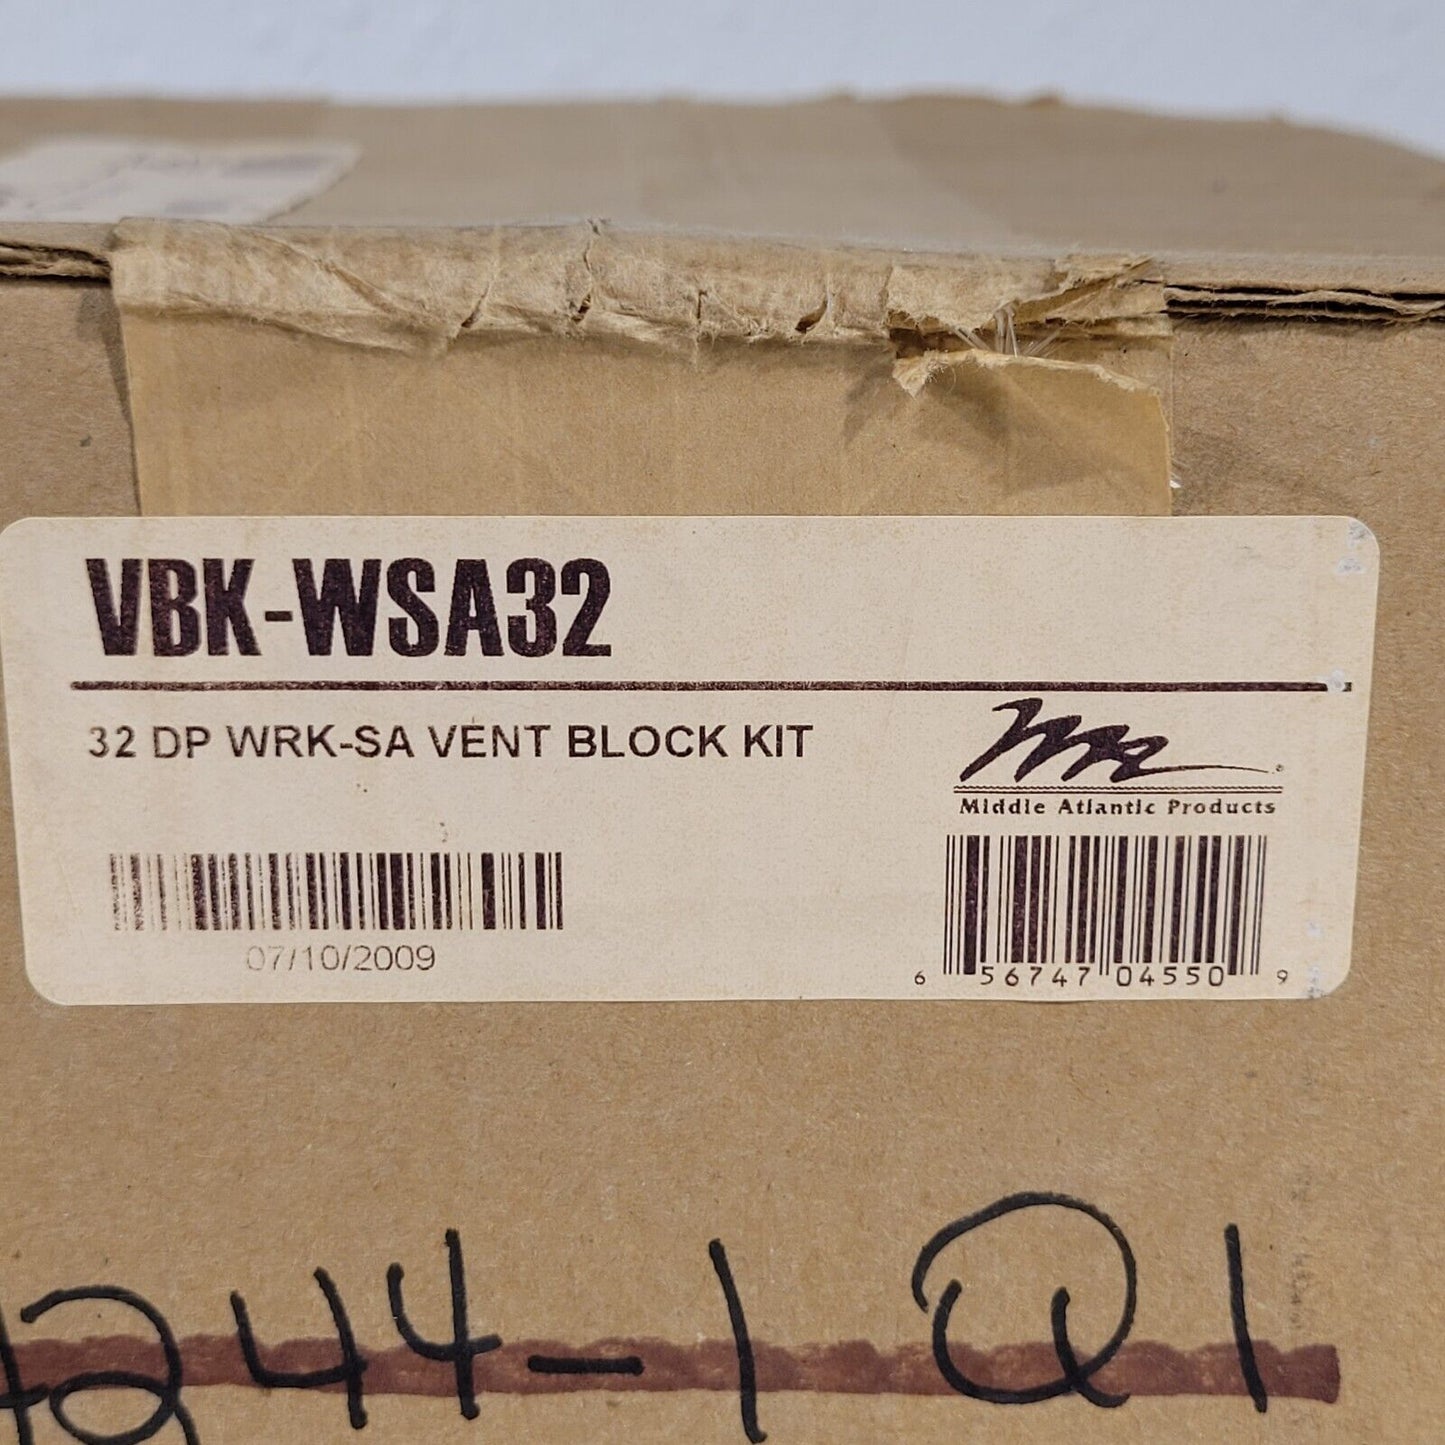 VBK-WSA32
32 DP WRK-SA VENT BLOCK KIT
Middle Atlantic Products
07/10/2009
6 56747 04550 9
4244-1 Q1